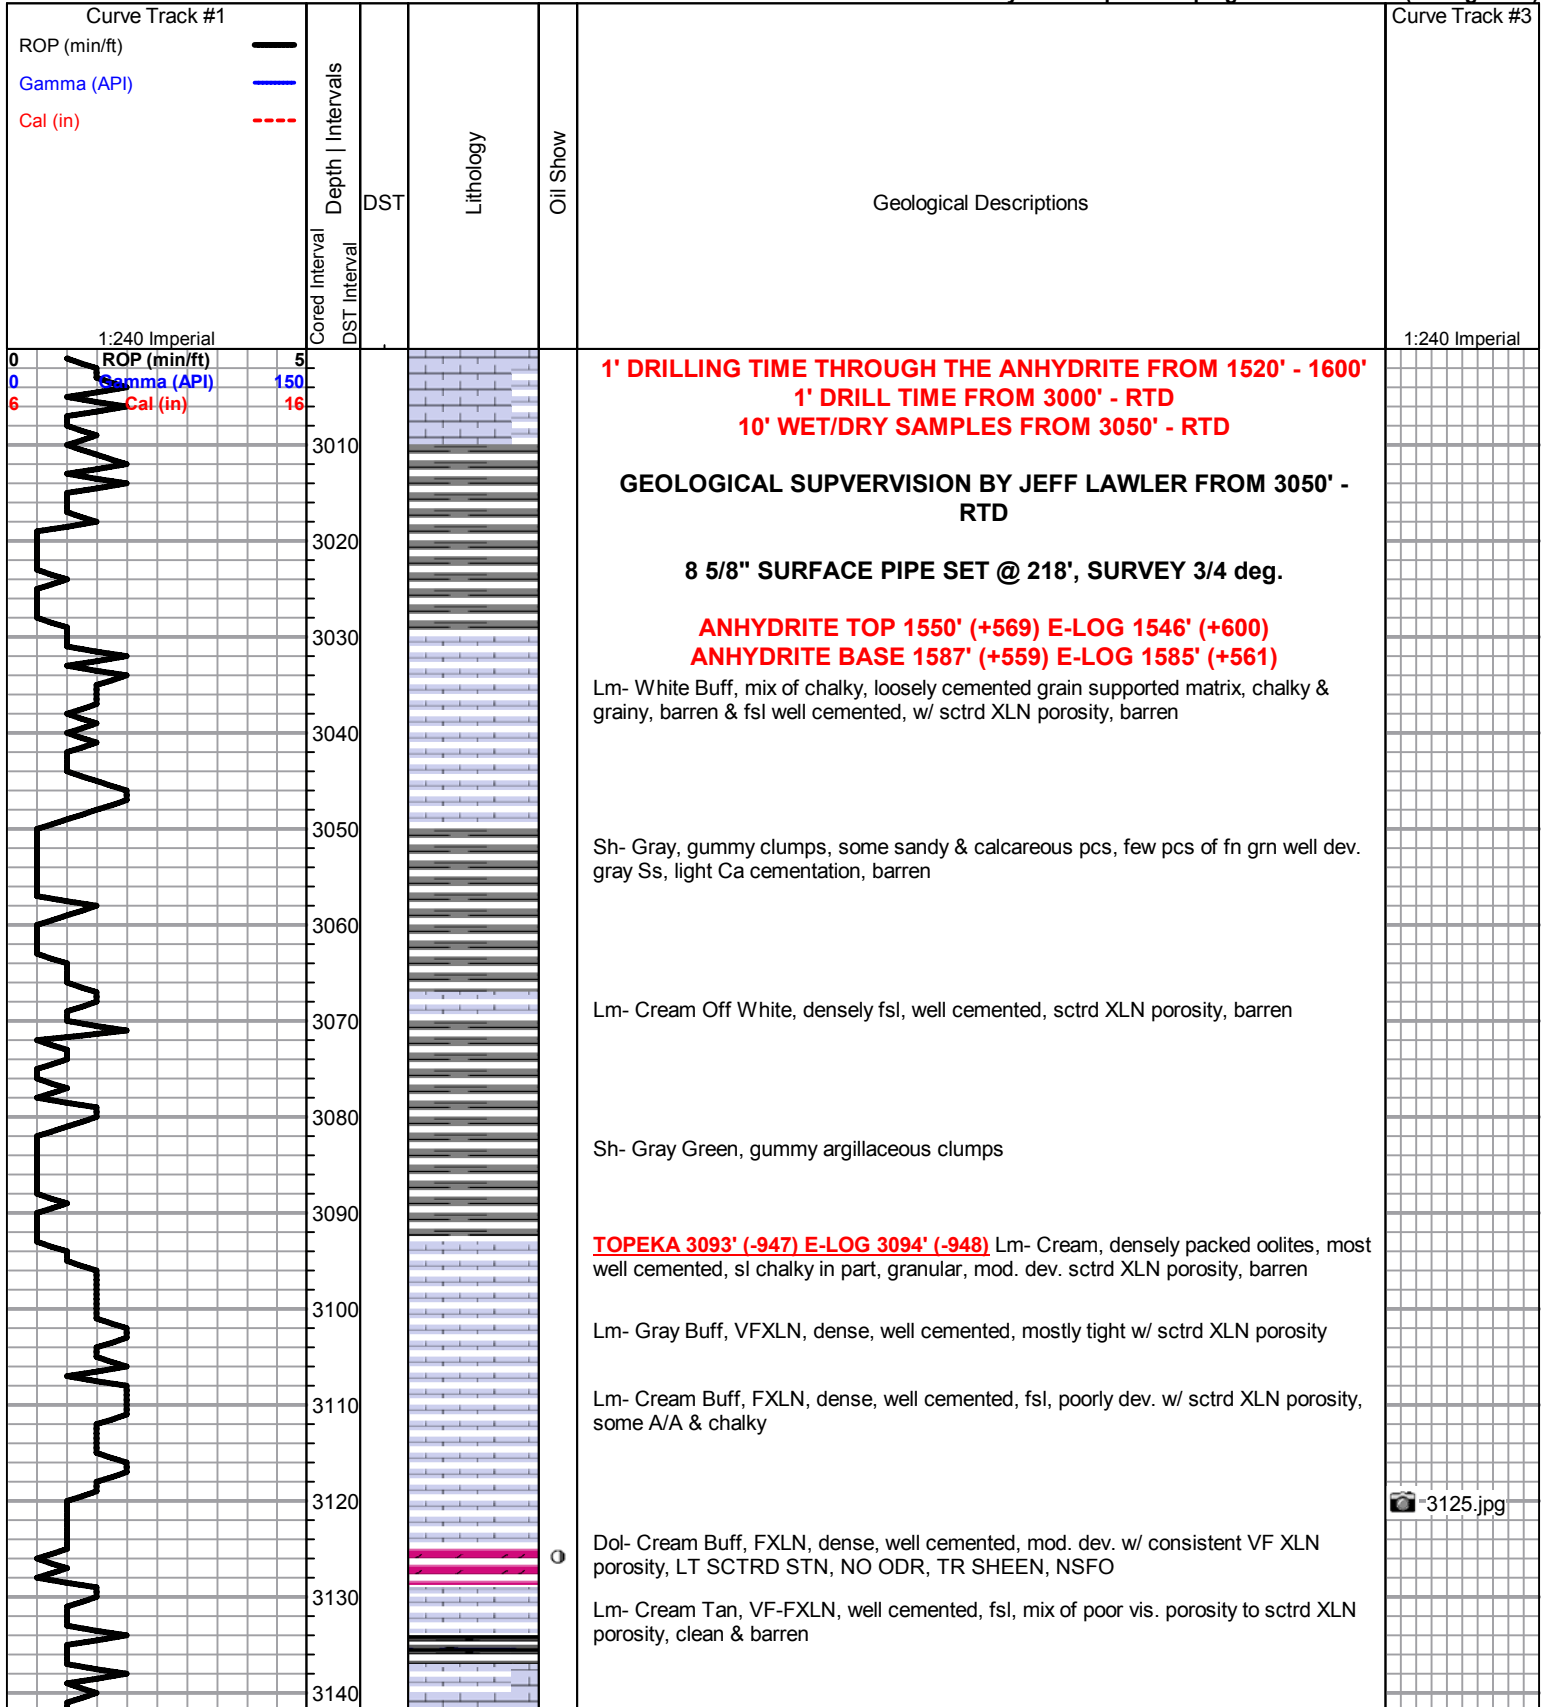 Curve Track #1
ROP (min/ft)
Gamma (API)
Cal (in)
1:240 Imperial
Depth | Intervals
Cored Interval
DST Interval
DST
Lithology
Oil Show
Geological Descriptions
Curve Track #3
1:240 Imperial
0 ROP (min/ft) 5
0 Gamma (API) 150
6 Cal (in) 16
1' DRILLING TIME THROUGH THE ANHYDRITE FROM 1520' - 1600'
1' DRILL TIME FROM 3000' - RTD
10' WET/DRY SAMPLES FROM 3050' - RTD
3010
GEOLOGICAL SUPVERVISION BY JEFF LAWLER FROM 3050' -
RTD
3020
8 5/8" SURFACE PIPE SET @ 218', SURVEY 3/4 deg.
3030
ANHYDRITE TOP 1550' (+569) E-LOG 1546' (+600)
ANHYDRITE BASE 1587' (+559) E-LOG 1585' (+561)
Lm- White Buff, mix of chalky, loosely cemented grain supported matrix, chalky &
grainy, barren & fsl well cemented, w/ sctrd XLN porosity, barren
3040
3050
Sh- Gray, gummy clumps, some sandy & calcareous pcs, few pcs of fn grn well dev.
gray Ss, light Ca cementation, barren
3060
Lm- Cream Off White, densely fsl, well cemented, sctrd XLN porosity, barren
3070
3080
Sh- Gray Green, gummy argillaceous clumps
3090
TOPEKA 3093' (-947) E-LOG 3094' (-948) Lm- Cream, densely packed oolites, most
well cemented, sl chalky in part, granular, mod. dev. sctrd XLN porosity, barren
3100
Lm- Gray Buff, VFXLN, dense, well cemented, mostly tight w/ sctrd XLN porosity
Lm- Cream Buff, FXLN, dense, well cemented, fsl, poorly dev. w/ sctrd XLN porosity,
3110
some A/A & chalky
3120
3125.jpg
Dol- Cream Buff, FXLN, dense, well cemented, mod. dev. w/ consistent VF XLN
porosity, LT SCTRD STN, NO ODR, TR SHEEN, NSFO
3130
Lm- Cream Tan, VF-FXLN, well cemented, fsl, mix of poor vis. porosity to sctrd XLN
porosity, clean & barren
3140